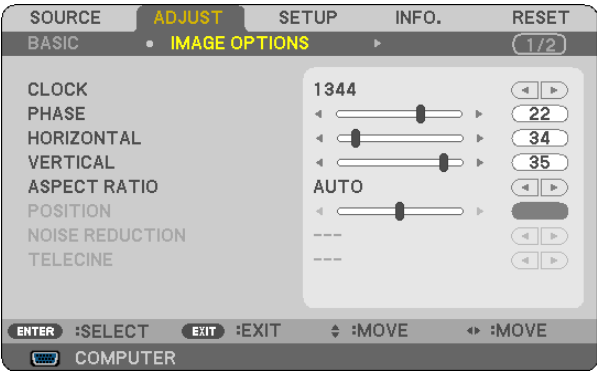 SOURCE ADJUST SETUP INFO. RESET
BASIC • IMAGE OPTIONS ▶ (1/2)
CLOCK 1344
PHASE 22
HORIZONTAL 34
VERTICAL 35
ASPECT RATIO AUTO
POSITION
NOISE REDUCTION ---
TELECINE ---
ENTER :SELECT EXIT :EXIT :MOVE :MOVE
COMPUTER